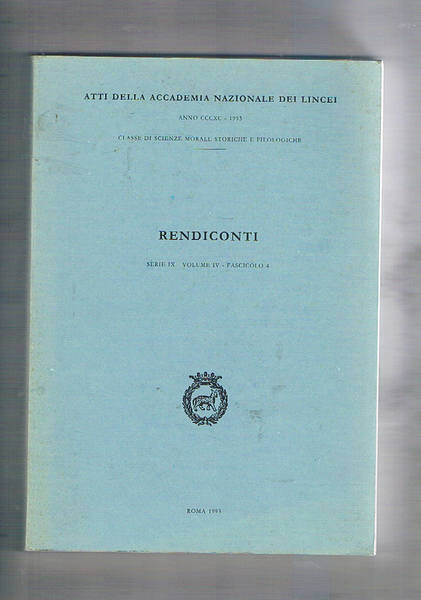 ATTI DELLA ACCADEMIA NAZIONALE DEI LINCEI
ANNO CCCXC - 1993
CLASSE DI SCIENZE MORALI STORICHE E FILOLOGICHE
RENDICONTI
SERIE IX - VOLUME IV - FASCICOLO 4
ROMA 1993